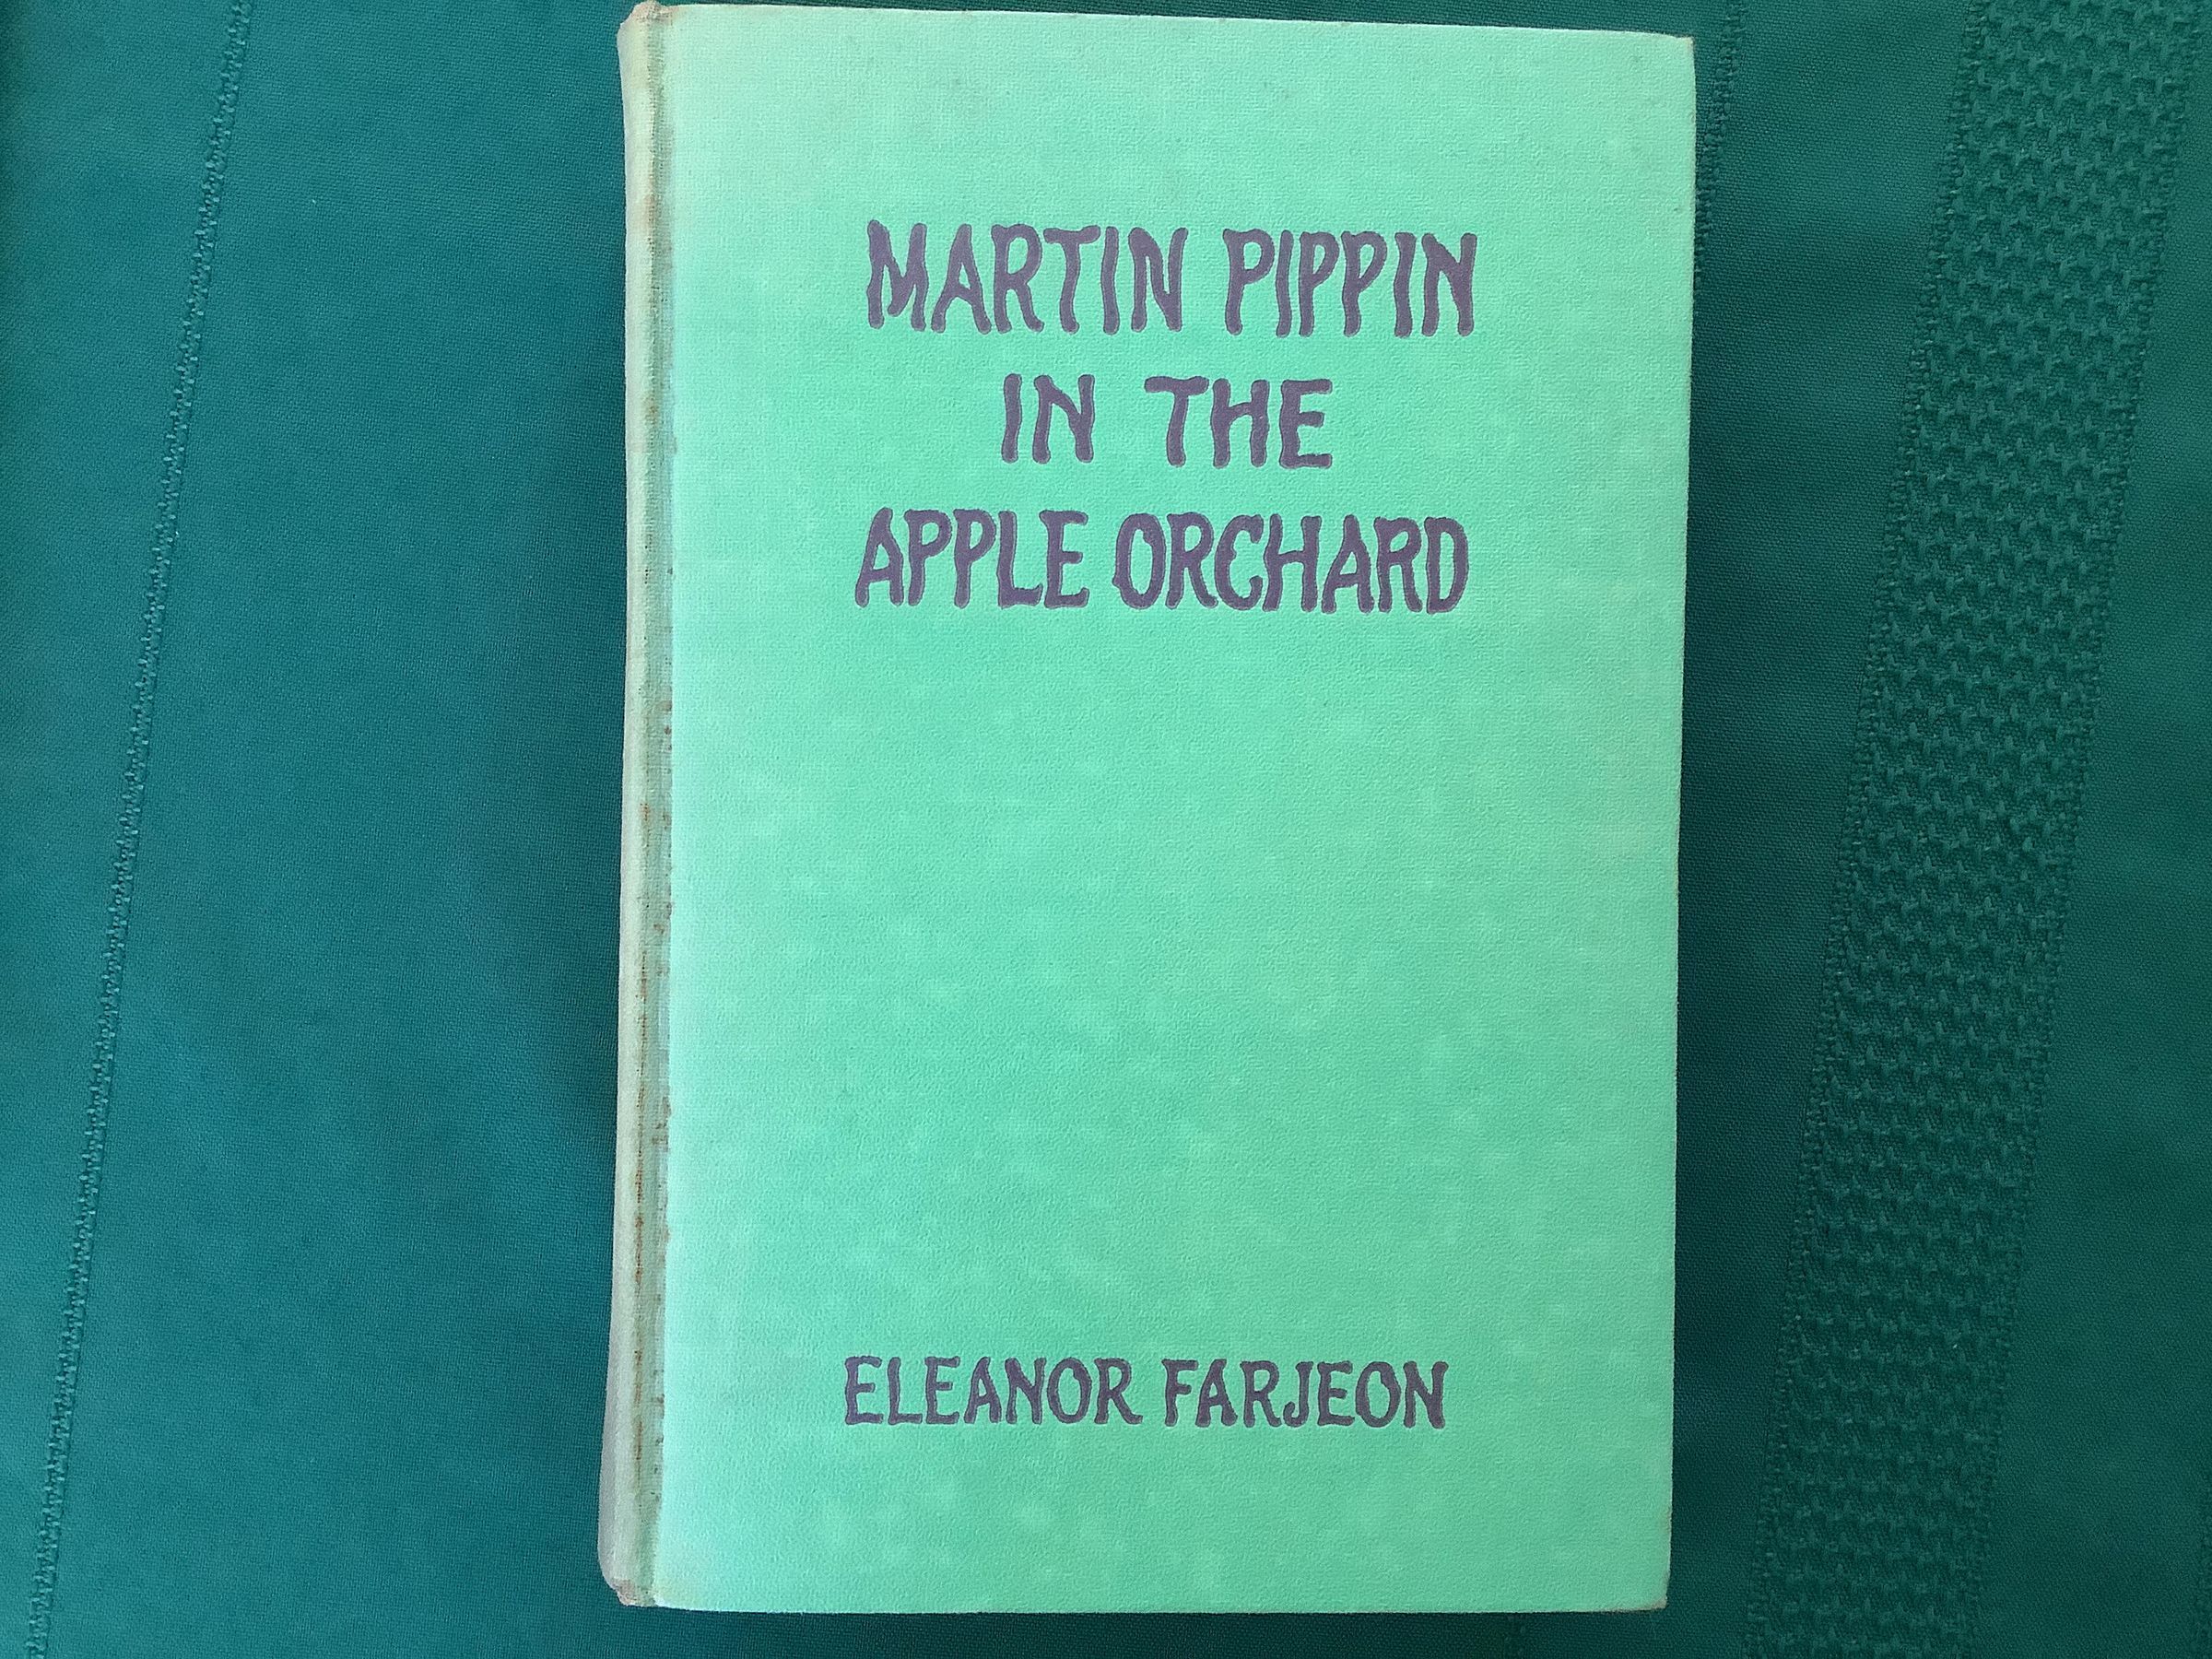 MARTIN PIPPIN
IN THE
APPLE ORCHARD
ELEANOR FARJEON